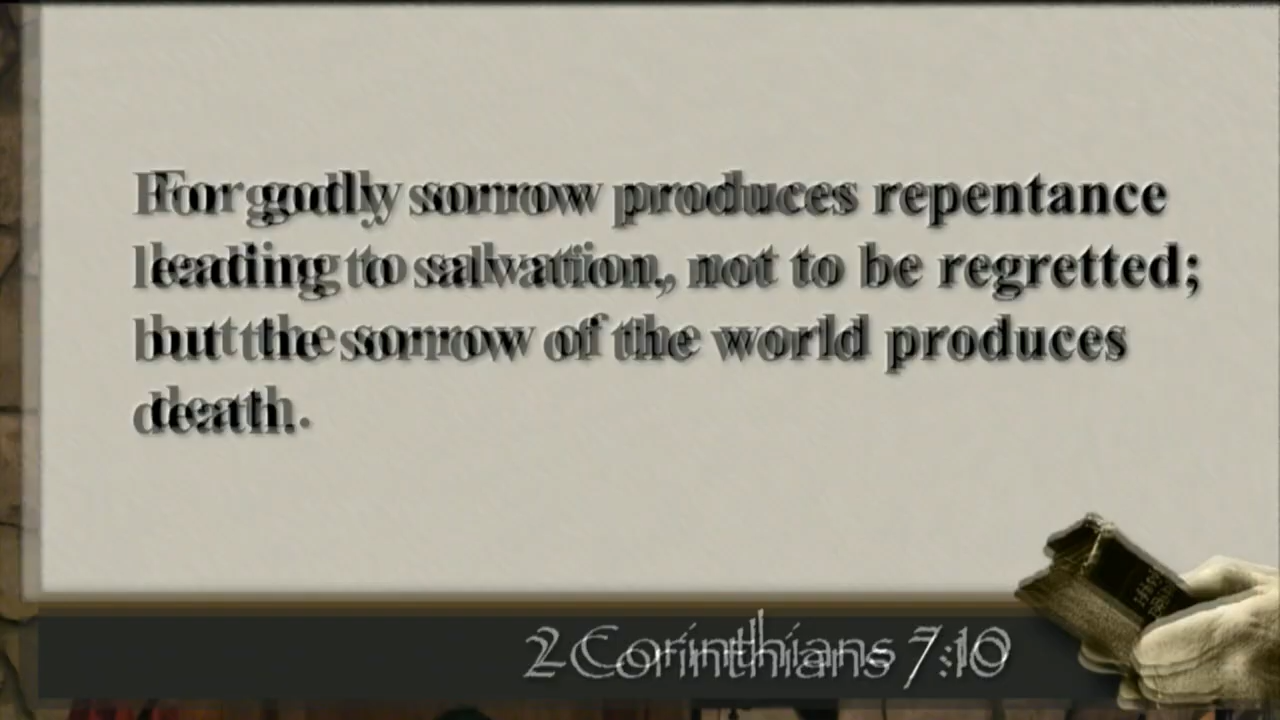 For godly sorrow produces repentance
leading to salvation, not to be regretted;
but the sorrow of the world produces
death.
2 Corinthians 7:10